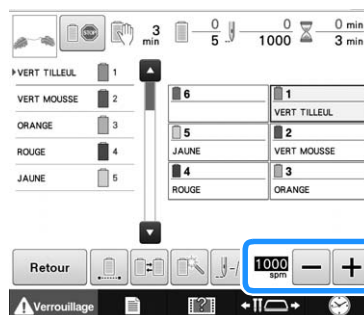 3 min 0 5 0 1000 0 min 3 min
VERT TILLEUL 1
VERT MOUSSE 2
ORANGE 3
ROUGE 4
JAUNE 5
6 1 VERT TILLEUL
5 JAUNE 2 VERT MOUSSE
4 ROUGE 3 ORANGE
Retour 1000 spm − +
Verrouillage